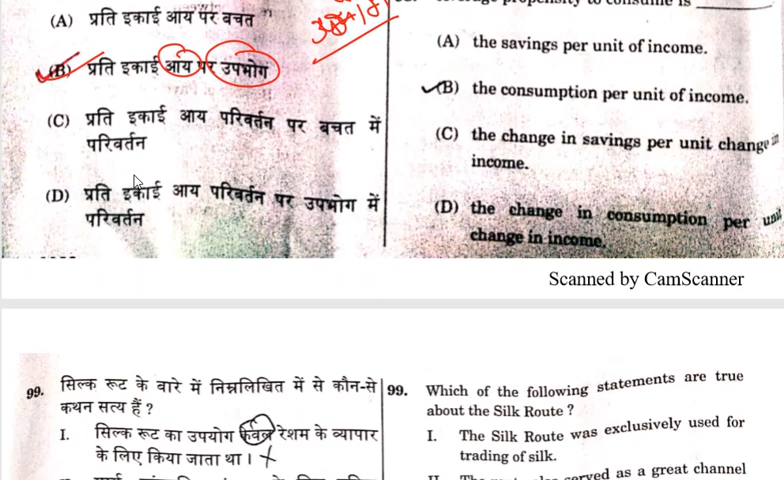 (A) प्रति इकाई आय पर बचत
(B) प्रति इकाई आय पर उपभोग
(C) प्रति इकाई आय परिवर्तन पर बचत में
परिवर्तन
(D) प्रति इकाई आय परिवर्तन पर उपभोग में
परिवर्तन
to consume is
(A) the savings per unit of income.
(B) the consumption per unit of income.
(C) the change in savings per unit change
income.
(D) the change in consumption per unit
change in income.
Scanned by CamScanner
99. सिल्क रूट के बारे में निम्नलिखित में से कौन-से
कथन सत्य हैं ?
I. सिल्क रूट का उपयोग केवल रेशम के व्यापार
के लिए किया जाता था ।
99. Which of the following statements are true
about the Silk Route ?
I. The Silk Route was exclusively used for
trading of silk.
II. served as a great channel